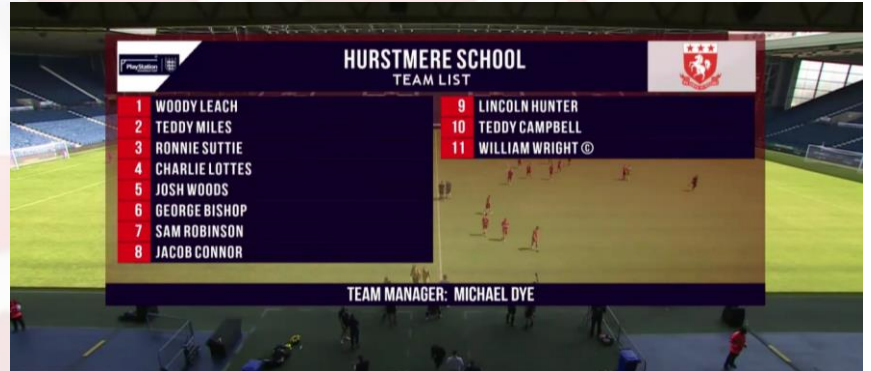 PlayStation
HURSTMERE SCHOOL
TEAM LIST
1 WOODY LEACH
2 TEDDY MILES
3 RONNIE SUTTIE
4 CHARLIE LOTTES
5 JOSH WOODS
6 GEORGE BISHOP
7 SAM ROBINSON
8 JACOB CONNOR
9 LINCOLN HUNTER
10 TEDDY CAMPBELL
11 WILLIAM WRIGHT ©
TEAM MANAGER: MICHAEL DYE